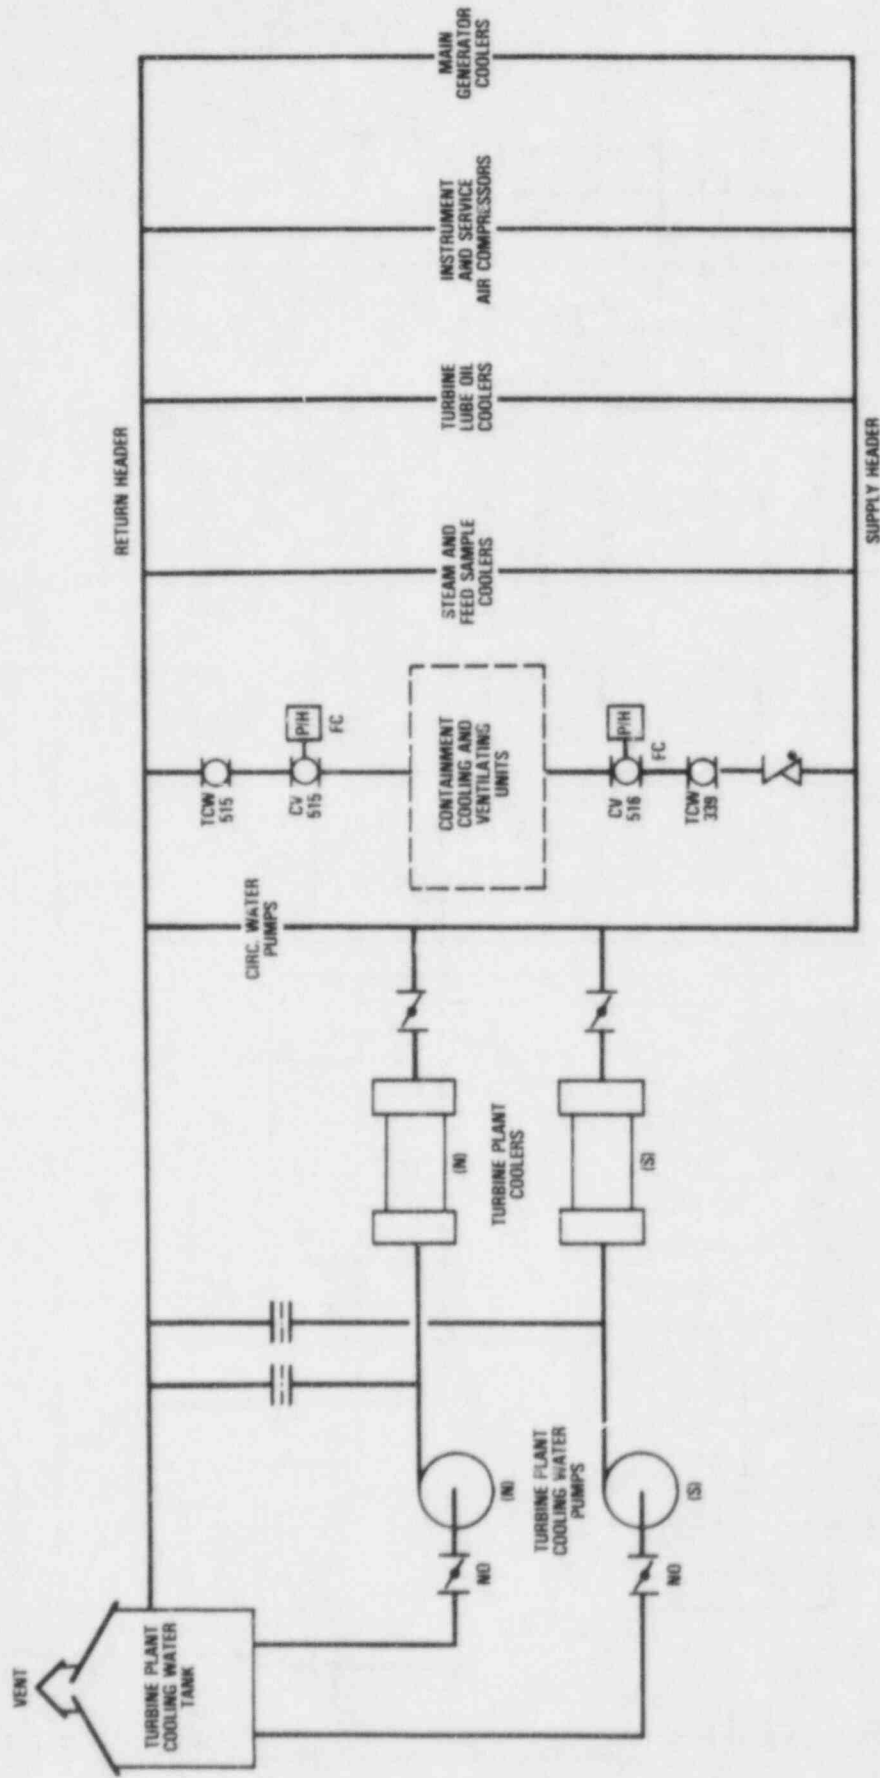 VENT
TURBINE PLANT
COOLING WATER
TANK
NO
NO
(N)
(S)
TURBINE PLANT
COOLING WATER
PUMPS
(N)
(S)
TURBINE PLANT
COOLERS
CIRC. WATER
PUMPS
RETURN HEADER
TCW
515
CV
515
P/H
FC
CONTAINMENT
COOLING AND
VENTILATING
UNITS
CV
516
P/H
FC
TCW
339
STEAM AND
FEED SAMPLE
COOLERS
TURBINE
LUBE OIL
COOLERS
INSTRUMENT
AND SERVICE
AIR COMPRESSORS
MAIN
GENERATOR
COOLERS
SUPPLY HEADER